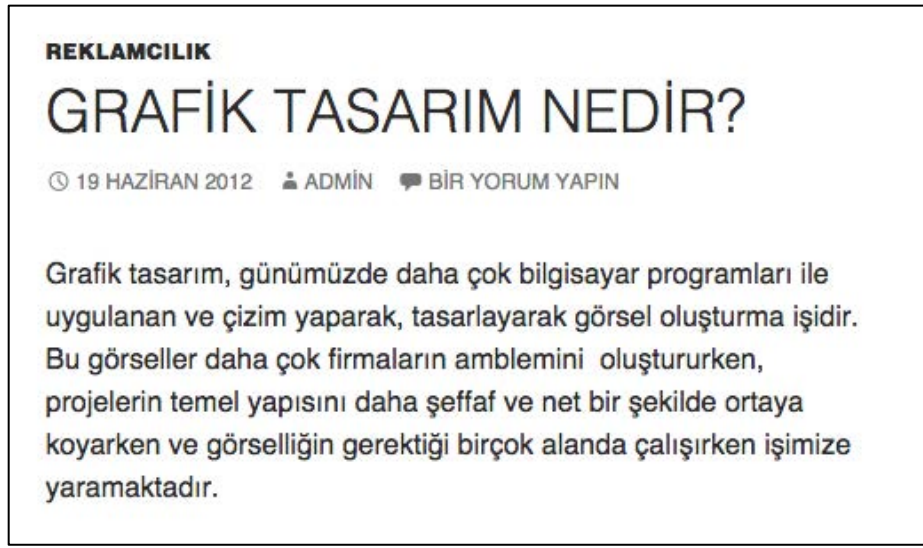 REKLAMCILIK
GRAFİK TASARIM NEDİR?
19 HAZİRAN 2012 ADMİN BİR YORUM YAPIN
Grafik tasarım, günümüzde daha çok bilgisayar programları ile
uygulanan ve çizim yaparak, tasarlayarak görsel oluşturma işidir.
Bu görseller daha çok firmaların amblemini  oluştururken,
projelerin temel yapısını daha şeffaf ve net bir şekilde ortaya
koyarken ve görselliğin gerektiği birçok alanda çalışırken işimize
yaramaktadır.